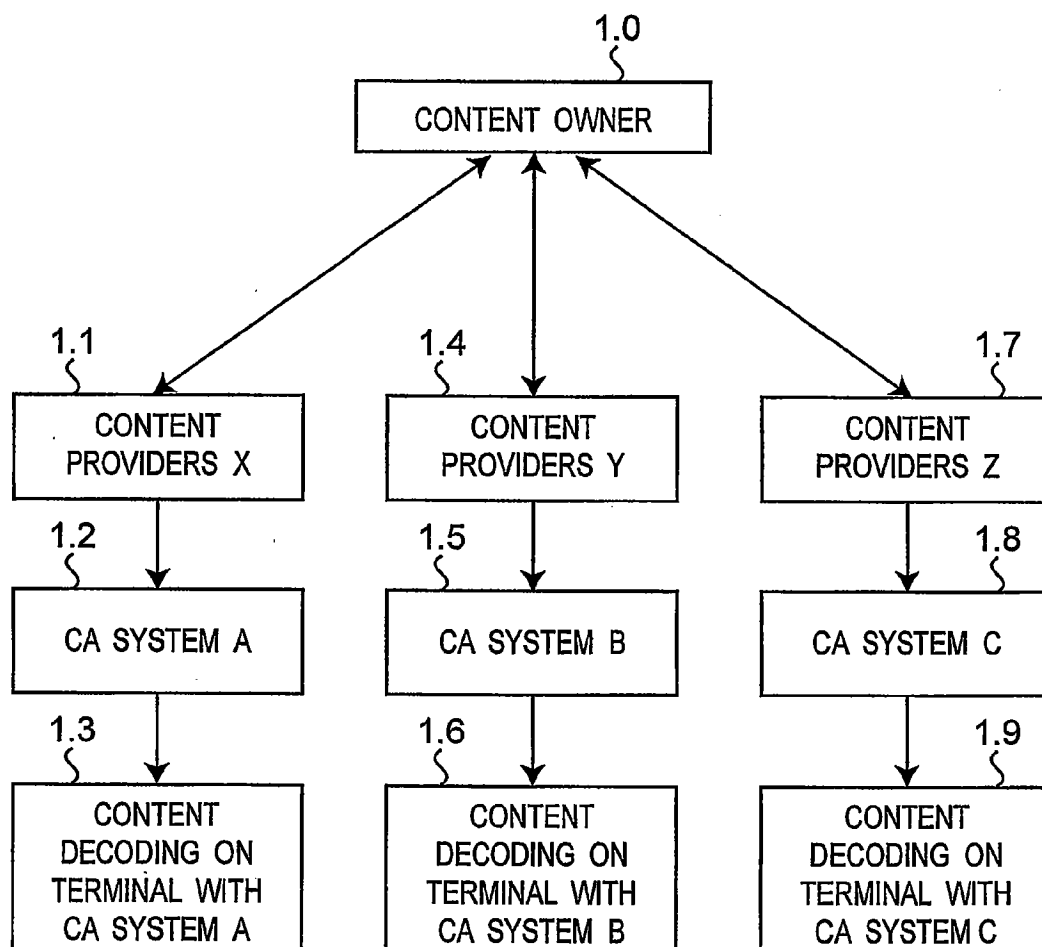 1.0
CONTENT OWNER
1.1
1.4
1.7
CONTENT
PROVIDERS X
CONTENT
PROVIDERS Y
CONTENT
PROVIDERS Z
1.2
1.5
1.8
CA SYSTEM A
CA SYSTEM B
CA SYSTEM C
1.3
1.6
1.9
CONTENT
DECODING ON
TERMINAL WITH
CA SYSTEM A
CONTENT
DECODING ON
TERMINAL WITH
CA SYSTEM B
CONTENT
DECODING ON
TERMINAL WITH
CA SYSTEM C